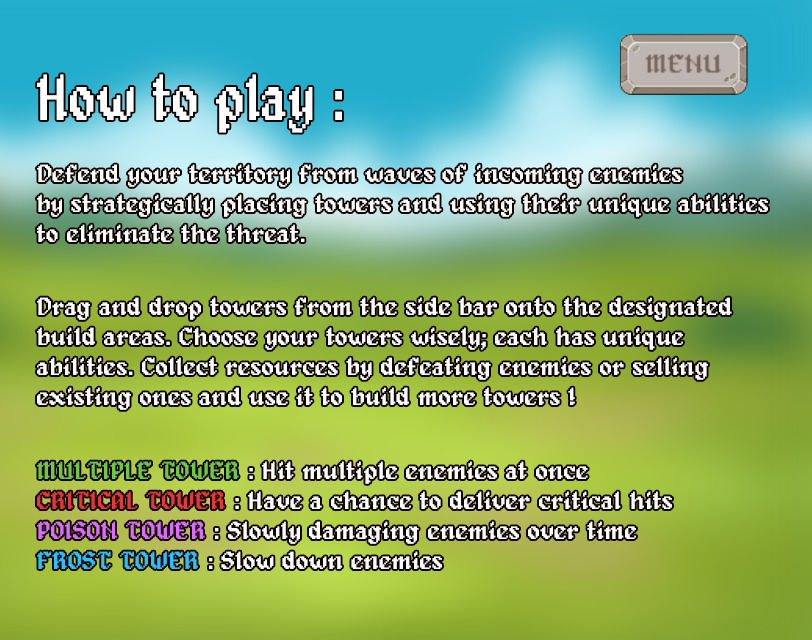 MENU
How to play :
Defend your territory from waves of incoming enemies
by strategically placing towers and using their unique abilities
to eliminate the threat.
Drag and drop towers from the side bar onto the designated
build areas. Choose your towers wisely; each has unique
abilities. Collect resources by defeating enemies or selling
existing ones and use it to build more towers !
MULTIPLE TOWER : Hit multiple enemies at once
CRITICAL TOWER : Have a chance to deliver critical hits
POISON TOWER : Slowly damaging enemies over time
FROST TOWER : Slow down enemies